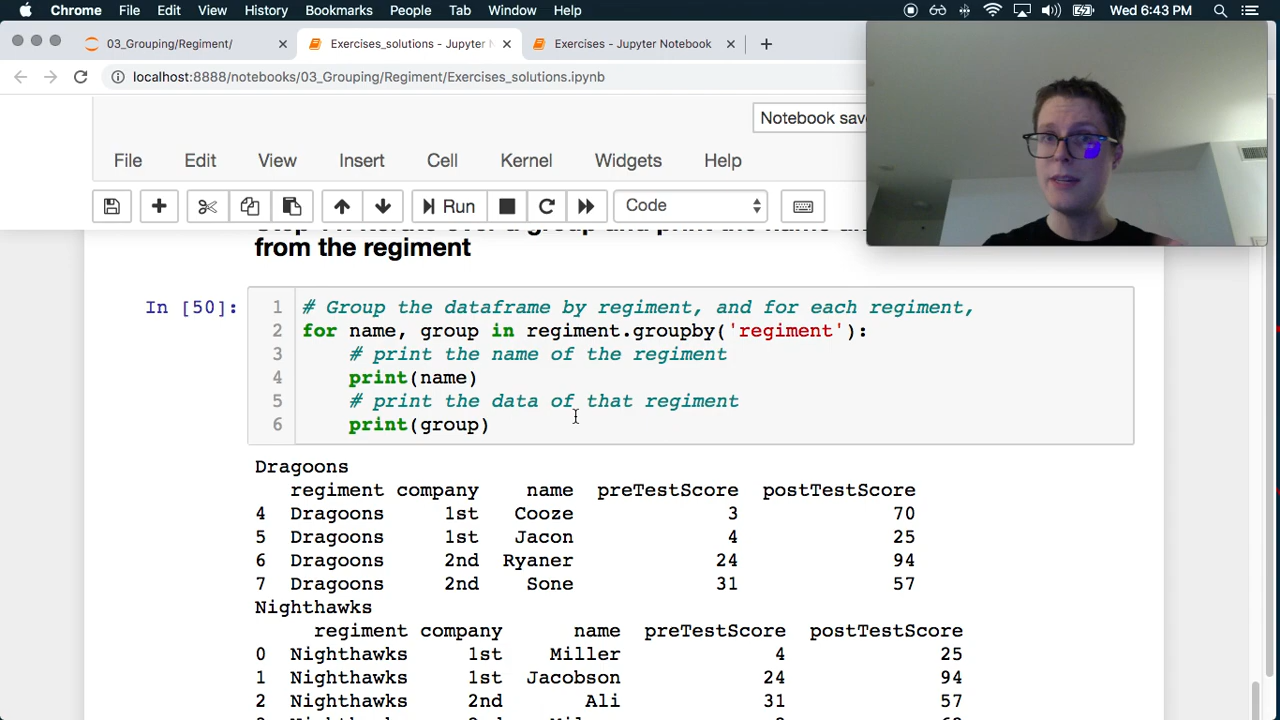 Chrome File Edit View History Bookmarks People Tab Window Help Wed 6:43 PM
03_Grouping/Regiment/ Exercises_solutions - Jupyter N Exercises - Jupyter Notebook
localhost:8888/notebooks/03_Grouping/Regiment/Exercises_solutions.ipynb
Notebook save
File Edit View Insert Cell Kernel Widgets Help
Run Code
from the regiment
In [50]:
1 # Group the dataframe by regiment, and for each regiment,
2 for name, group in regiment.groupby('regiment'):
3 # print the name of the regiment
4 print(name)
5 # print the data of that regiment
6 print(group)
Dragoons
regiment company name preTestScore postTestScore
4 Dragoons 1st Cooze 3 70
5 Dragoons 1st Jacon 4 25
6 Dragoons 2nd Ryaner 24 94
7 Dragoons 2nd Sone 31 57
Nighthawks
regiment company name preTestScore postTestScore
0 Nighthawks 1st Miller 4 25
1 Nighthawks 1st Jacobson 24 94
2 Nighthawks 2nd Ali 31 57